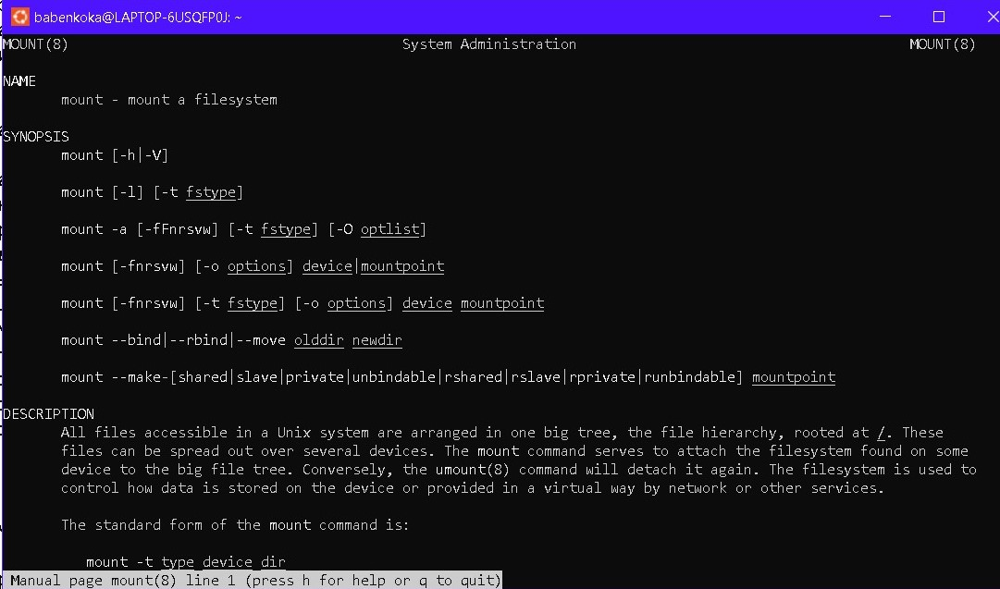 babenkoka@LAPTOP-6USQFP0J: ~
MOUNT(8) System Administration MOUNT(8)
NAME
mount - mount a filesystem
SYNOPSIS
mount [-h|-V]
mount [-l] [-t fstype]
mount -a [-fFnrsvw] [-t fstype] [-O optlist]
mount [-fnrsvw] [-o options] device|mountpoint
mount [-fnrsvw] [-t fstype] [-o options] device mountpoint
mount --bind|--rbind|--move olddir newdir
mount --make-[shared|slave|private|unbindable|rshared|rslave|rprivate|runbindable] mountpoint
DESCRIPTION
All files accessible in a Unix system are arranged in one big tree, the file hierarchy, rooted at /. These
files can be spread out over several devices. The mount command serves to attach the filesystem found on some
device to the big file tree. Conversely, the umount(8) command will detach it again. The filesystem is used to
control how data is stored on the device or provided in a virtual way by network or other services.
The standard form of the mount command is:
mount -t type device dir
Manual page mount(8) line 1 (press h for help or q to quit)